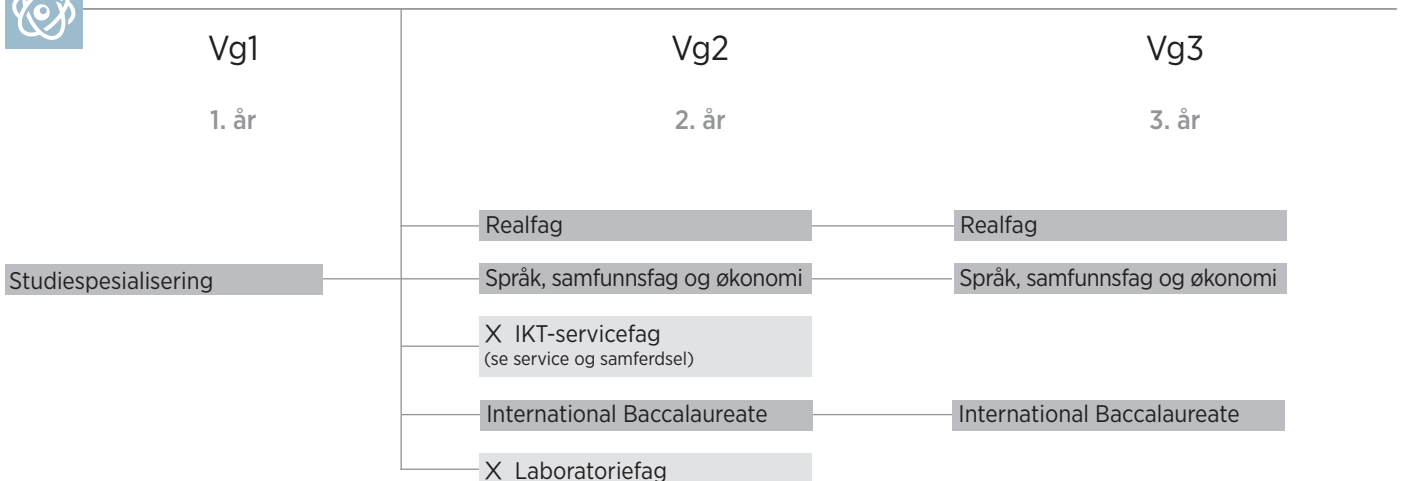 Vg1
Vg2
Vg3
1. år
2. år
3. år
Realfag
Realfag
Studiespesialisering
Språk, samfunnsfag og økonomi
Språk, samfunnsfag og økonomi
X IKT-servicefag
(se service og samferdsel)
International Baccalaureate
International Baccalaureate
X Laboratoriefag